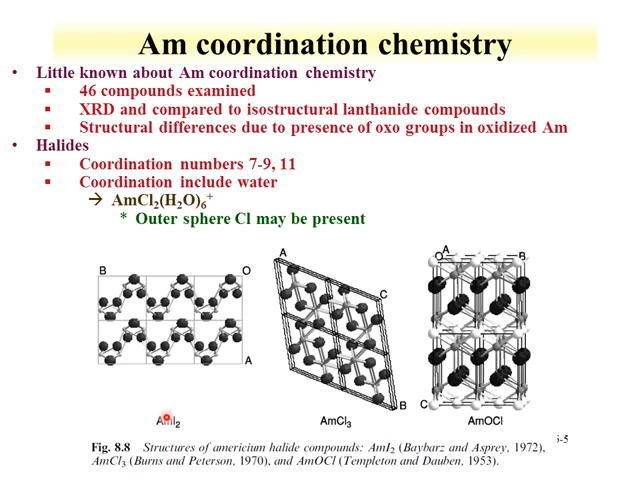 Am coordination chemistry
• Little known about Am coordination chemistry
▪ 46 compounds examined
▪ XRD and compared to isostructural lanthanide compounds
▪ Structural differences due to presence of oxo groups in oxidized Am
• Halides
▪ Coordination numbers 7-9, 11
▪ Coordination include water
→ AmCl₂(H₂O)₆⁺
* Outer sphere Cl may be present
B O A
A C B
O A B C
AmI₂ AmCl₃ AmOCl
5-5
Fig. 8.8 Structures of americium halide compounds: AmI₂ (Baybarz and Asprey, 1972),
AmCl₃ (Burns and Peterson, 1970), and AmOCl (Templeton and Dauben, 1953).